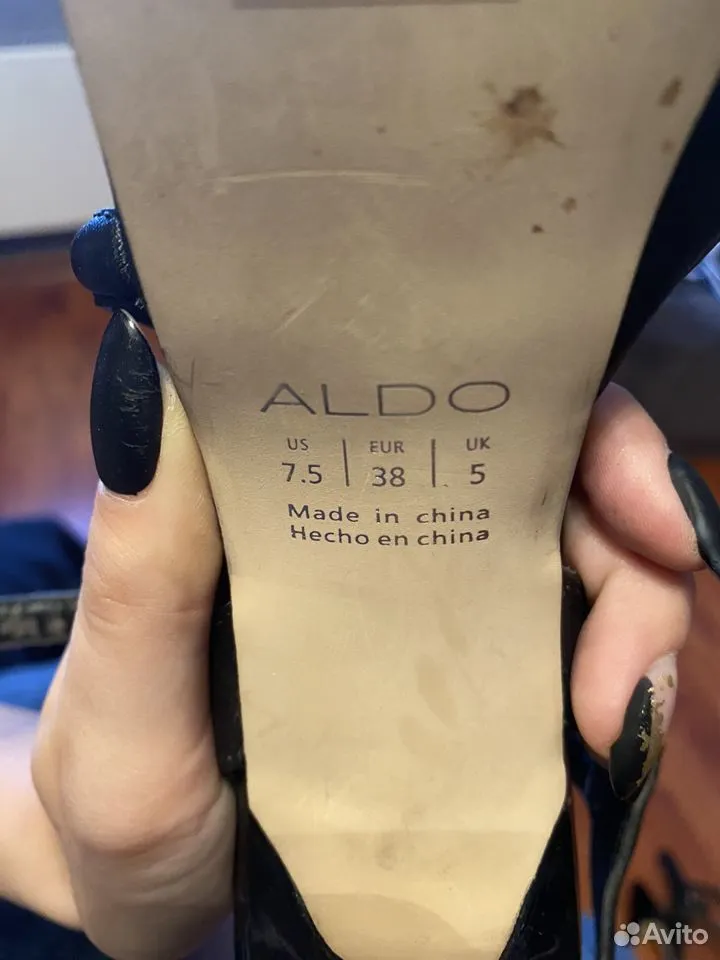 ALDO
US EUR UK
7.5 | 38 | 5
Made in china
Hecho en china
Avito